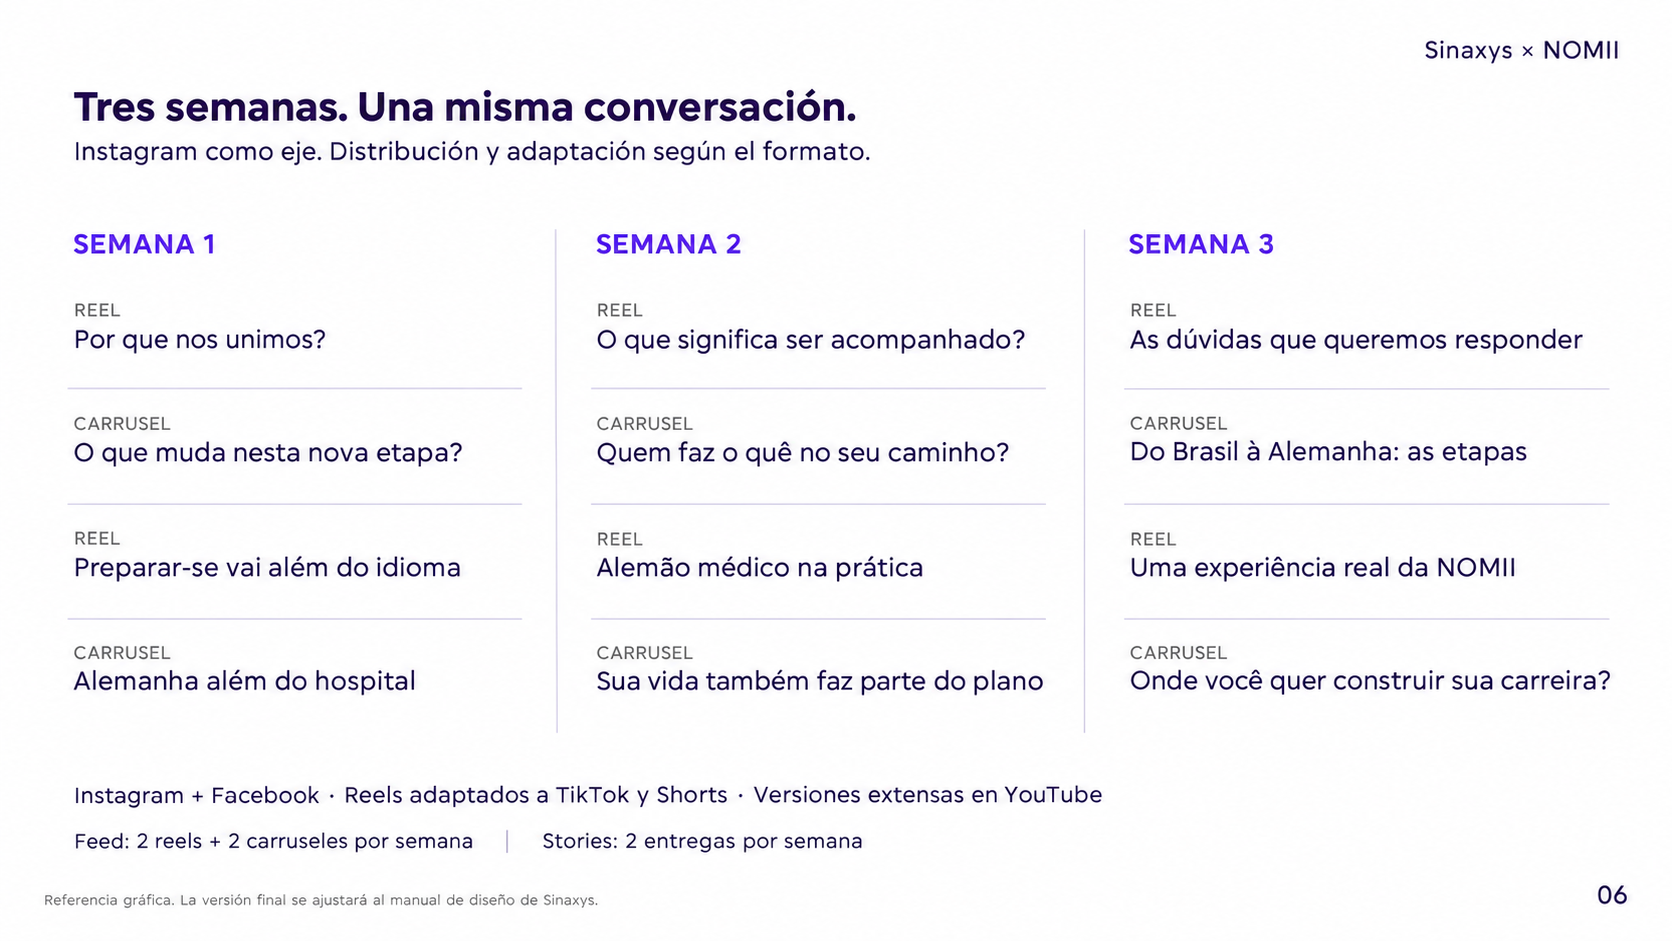 Sinaxys × NOMII
Tres semanas. Una misma conversación.
Instagram como eje. Distribución y adaptación según el formato.
SEMANA 1
REEL
Por que nos unimos?
CARRUSEL
O que muda nesta nova etapa?
REEL
Preparar-se vai além do idioma
CARRUSEL
Alemanha além do hospital
SEMANA 2
REEL
O que significa ser acompanhado?
CARRUSEL
Quem faz o quê no seu caminho?
REEL
Alemão médico na prática
CARRUSEL
Sua vida também faz parte do plano
SEMANA 3
REEL
As dúvidas que queremos responder
CARRUSEL
Do Brasil à Alemanha: as etapas
REEL
Uma experiência real da NOMII
CARRUSEL
Onde você quer construir sua carreira?
Instagram + Facebook · Reels adaptados a TikTok y Shorts · Versiones extensas en YouTube
Feed: 2 reels + 2 carruseles por semana | Stories: 2 entregas por semana
Referencia gráfica. La versión final se ajustará al manual de diseño de Sinaxys.
06